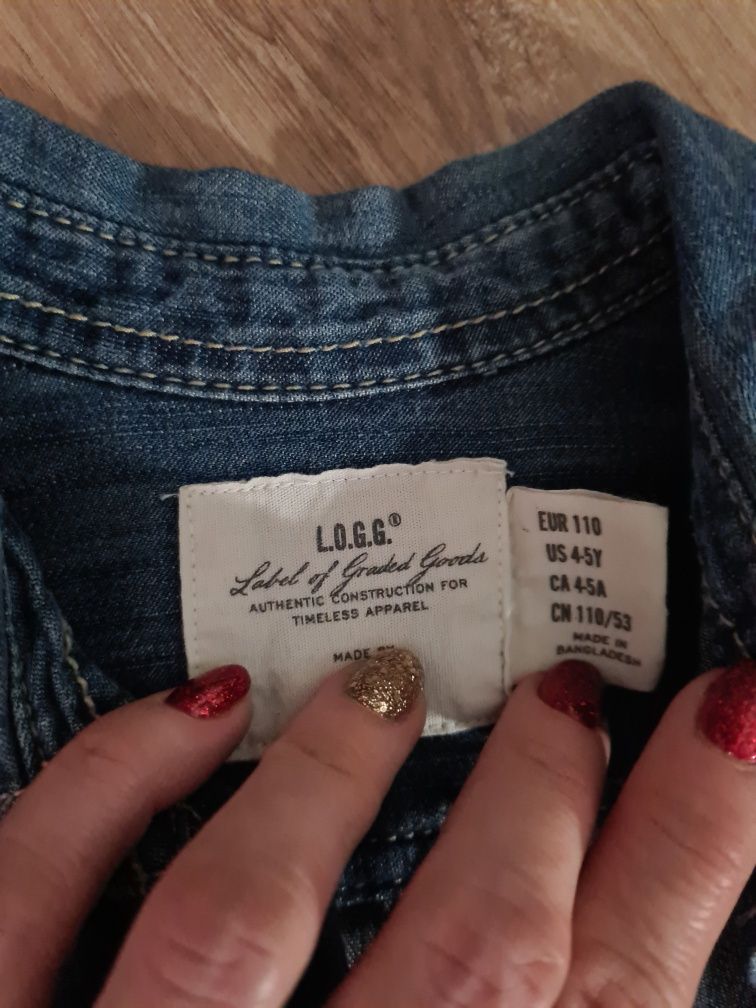 L.O.G.G.®
Label of Graded Goods
AUTHENTIC CONSTRUCTION FOR
TIMELESS APPAREL
MADE
EUR 110
US 4-5Y
CA 4-5A
CN 110/53
MADE IN
BANGLADESH